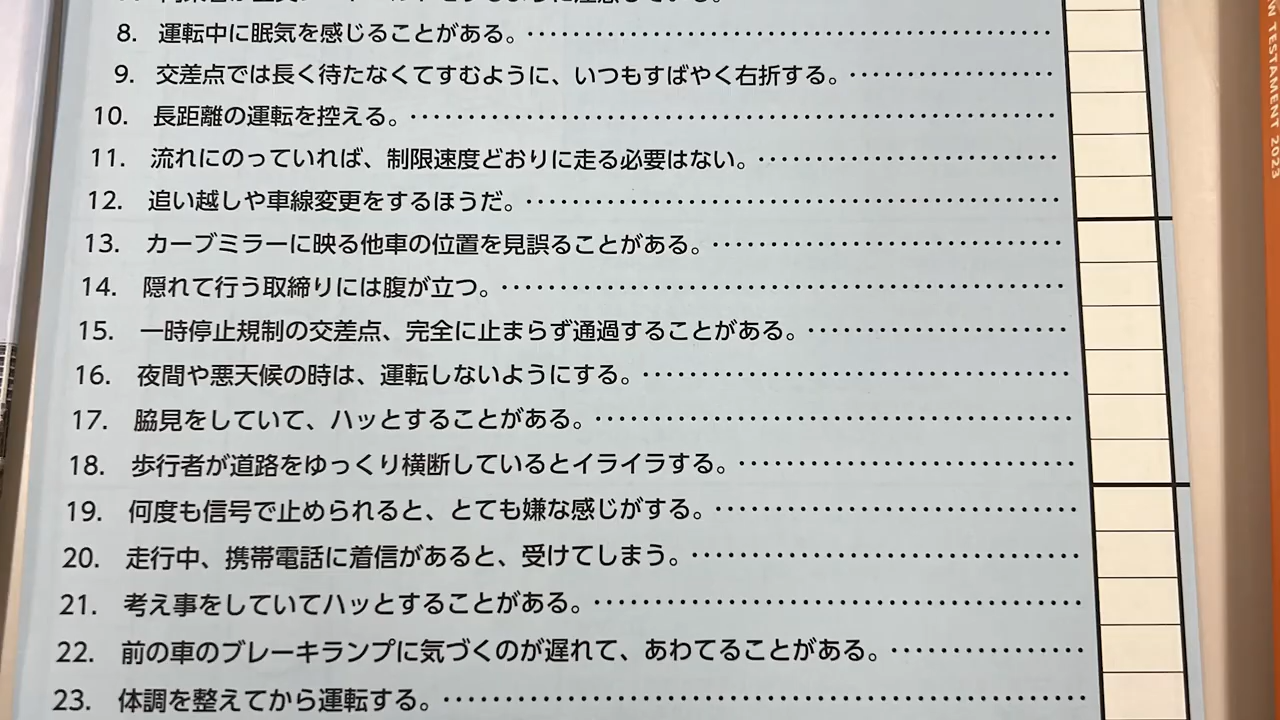 8. 運転中に眠気を感じることがある。
9. 交差点では長く待たなくてすむように、いつもすばやく右折する。
10. 長距離の運転を控える。
11. 流れにのっていれば、制限速度どおりに走る必要はない。
12. 追い越しや車線変更をするほうだ。
13. カーブミラーに映る他車の位置を見誤ることがある。
14. 隠れて行う取締りには腹が立つ。
15. 一時停止規制の交差点、完全に止まらず通過することがある。
16. 夜間や悪天候の時は、運転しないようにする。
17. 脇見をしていて、ハッとすることがある。
18. 歩行者が道路をゆっくり横断しているとイライラする。
19. 何度も信号で止められると、とても嫌な感じがする。
20. 走行中、携帯電話に着信があると、受けてしまう。
21. 考え事をしていてハッとすることがある。
22. 前の車のブレーキランプに気づくのが遅れて、あわてることがある。
23. 体調を整えてから運転する。
TESTAMENT 2023